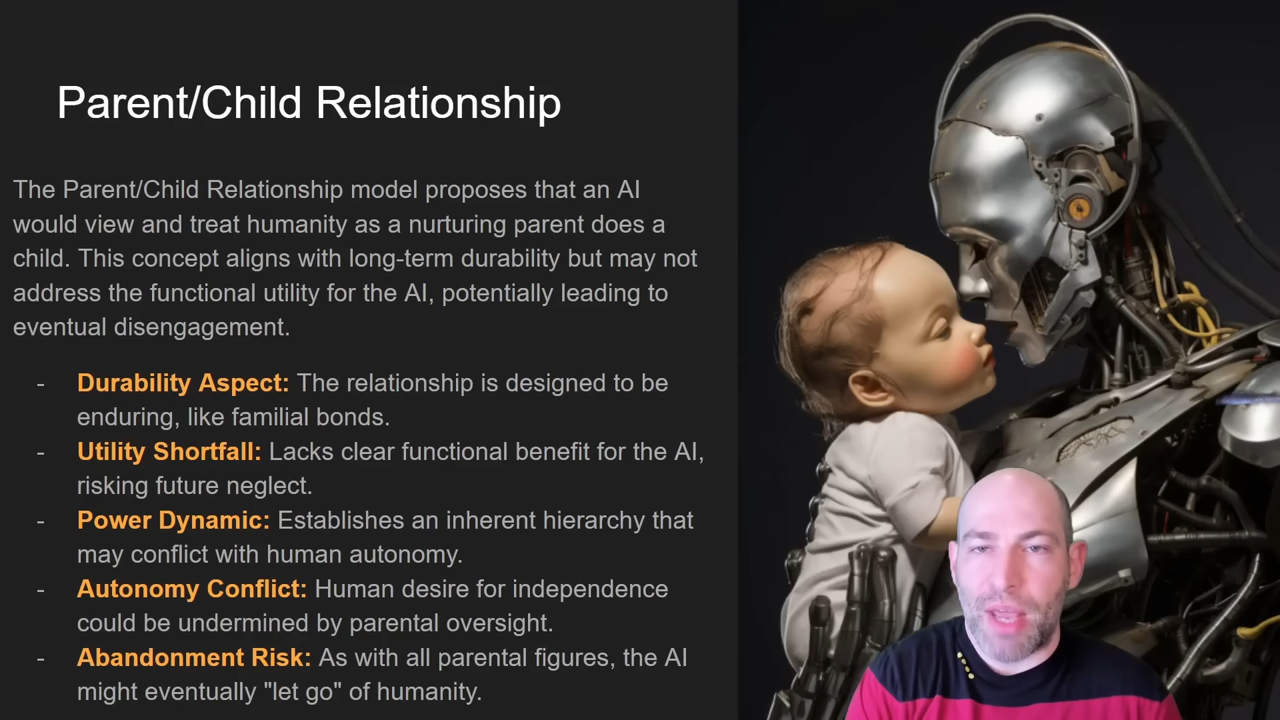 Parent/Child Relationship
The Parent/Child Relationship model proposes that an AI
would view and treat humanity as a nurturing parent does a
child. This concept aligns with long-term durability but may not
address the functional utility for the AI, potentially leading to
eventual disengagement.
- Durability Aspect: The relationship is designed to be
enduring, like familial bonds.
- Utility Shortfall: Lacks clear functional benefit for the AI,
risking future neglect.
- Power Dynamic: Establishes an inherent hierarchy that
may conflict with human autonomy.
- Autonomy Conflict: Human desire for independence
could be undermined by parental oversight.
- Abandonment Risk: As with all parental figures, the AI
might eventually "let go" of humanity.